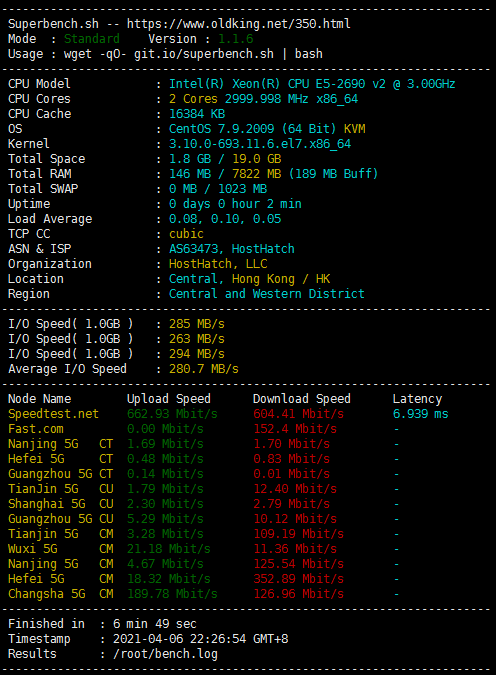 ----------------------------------------------------------------------
Superbench.sh -- https://www.oldking.net/350.html
Mode  : Standard    Version : 1.1.6
Usage : wget -qO- git.io/superbench.sh | bash
----------------------------------------------------------------------
CPU Model            : Intel(R) Xeon(R) CPU E5-2690 v2 @ 3.00GHz
CPU Cores            : 2 Cores 2999.998 MHz x86_64
CPU Cache            : 16384 KB
OS                   : CentOS 7.9.2009 (64 Bit) KVM
Kernel               : 3.10.0-693.11.6.el7.x86_64
Total Space          : 1.8 GB / 19.0 GB
Total RAM            : 146 MB / 7822 MB (189 MB Buff)
Total SWAP           : 0 MB / 1023 MB
Uptime               : 0 days 0 hour 2 min
Load Average         : 0.08, 0.10, 0.05
TCP CC               : cubic
ASN & ISP            : AS63473, HostHatch
Organization         : HostHatch, LLC
Location             : Central, Hong Kong / HK
Region               : Central and Western District
----------------------------------------------------------------------
I/O Speed( 1.0GB )   : 285 MB/s
I/O Speed( 1.0GB )   : 263 MB/s
I/O Speed( 1.0GB )   : 294 MB/s
Average I/O Speed    : 280.7 MB/s
----------------------------------------------------------------------
Node Name        Upload Speed      Download Speed      Latency
Speedtest.net    662.93 Mbit/s     604.41 Mbit/s       6.939 ms
Fast.com         0.00 Mbit/s       152.4 Mbit/s        -
Nanjing 5G   CT  1.69 Mbit/s       1.70 Mbit/s         -
Hefei 5G     CT  0.48 Mbit/s       0.83 Mbit/s         -
Guangzhou 5G CT  0.14 Mbit/s       0.01 Mbit/s         -
TianJin 5G   CU  1.79 Mbit/s       12.40 Mbit/s        -
Shanghai 5G  CU  2.30 Mbit/s       2.79 Mbit/s         -
Guangzhou 5G CU  5.29 Mbit/s       10.12 Mbit/s        -
Tianjin 5G   CM  3.28 Mbit/s       109.19 Mbit/s       -
Wuxi 5G      CM  21.18 Mbit/s      11.36 Mbit/s        -
Nanjing 5G   CM  4.67 Mbit/s       125.54 Mbit/s       -
Hefei 5G     CM  18.32 Mbit/s      352.89 Mbit/s       -
Changsha 5G  CM  189.78 Mbit/s     126.96 Mbit/s       -
----------------------------------------------------------------------
Finished in  : 6 min 49 sec
Timestamp    : 2021-04-06 22:26:54 GMT+8
Results      : /root/bench.log
----------------------------------------------------------------------